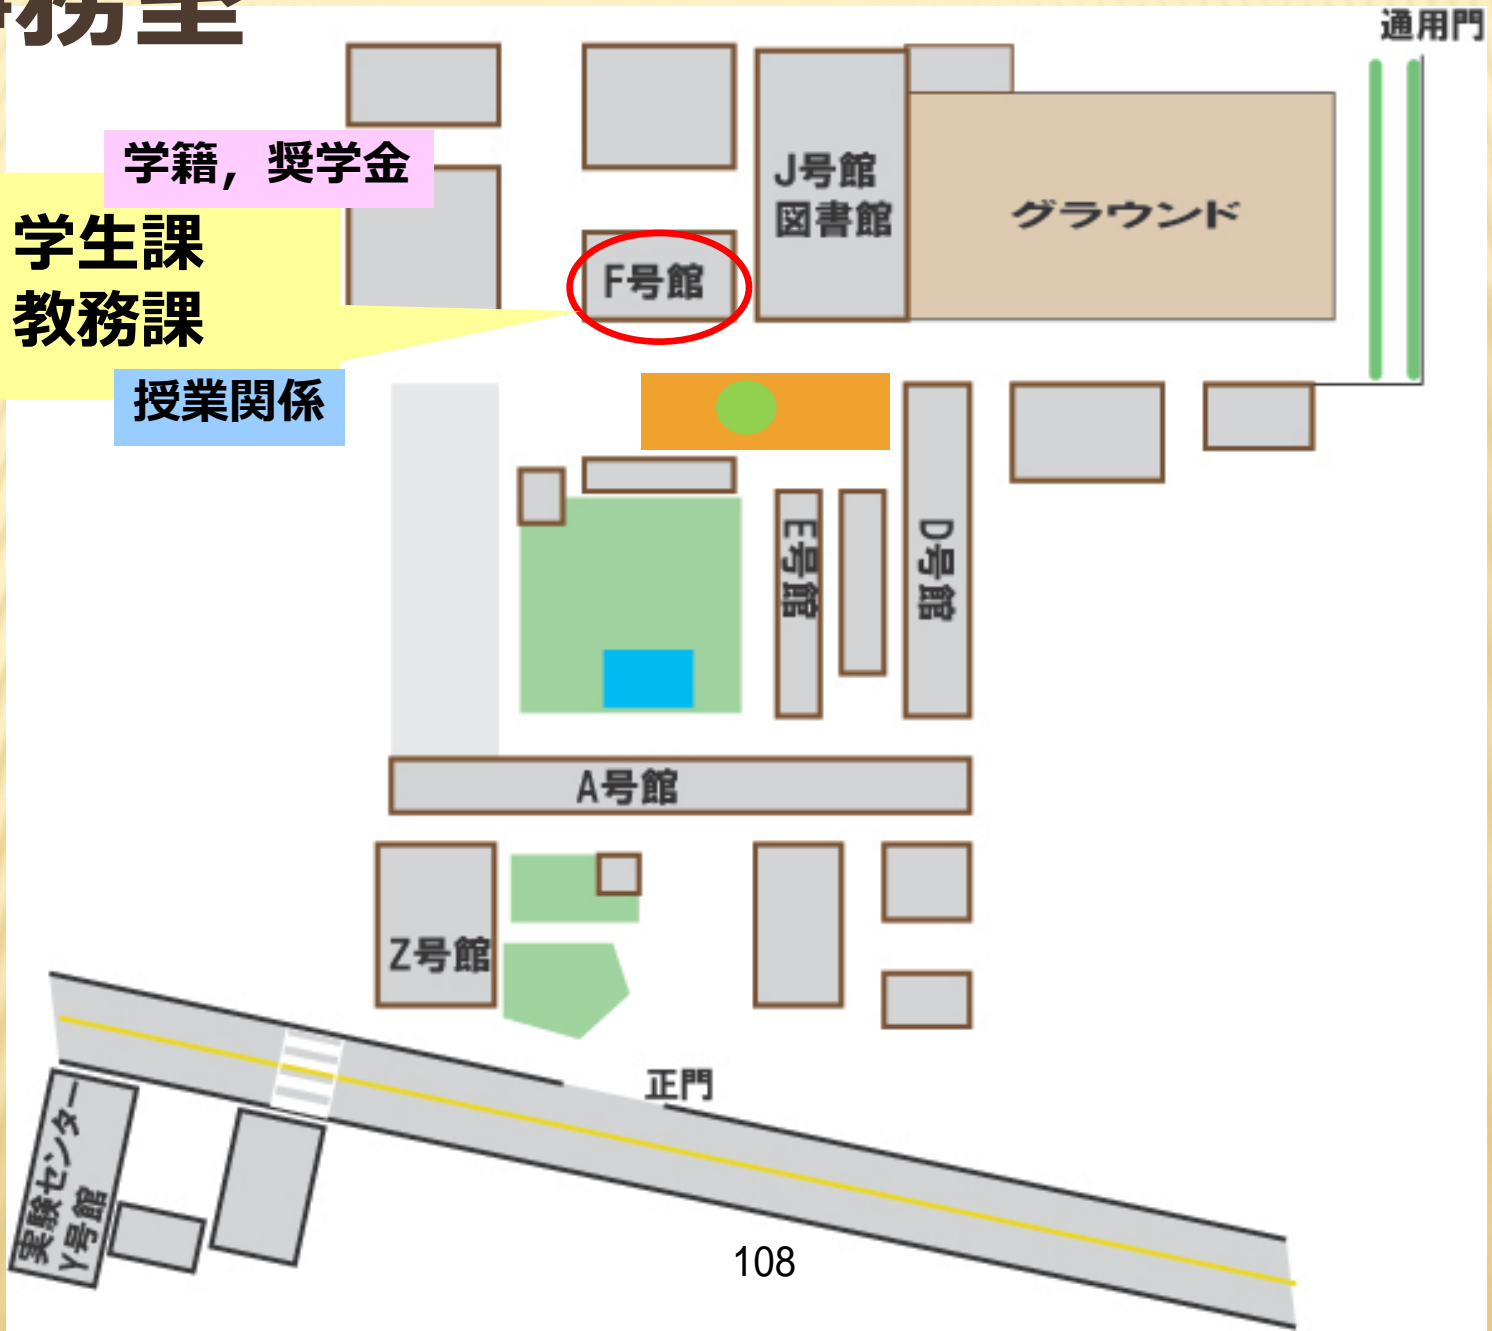 務室
通用門
学籍，奨学金
学生課
教務課
授業関係
J号館
図書館
グラウンド
F号館
E号館
D号館
A号館
Z号館
正門
実験センター
Y号館
108